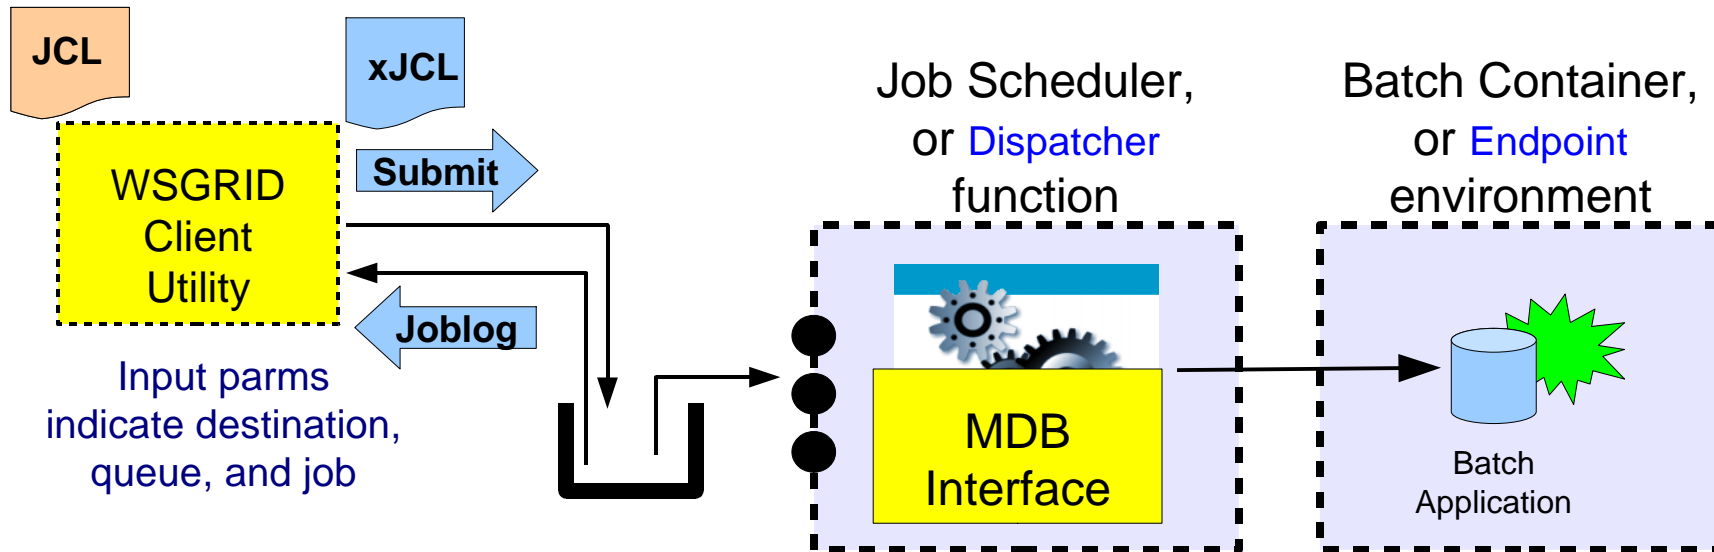 JCL
xJCL
WSGRID
Client
Utility
Submit
Joblog
Input parms
indicate destination,
queue, and job
Job Scheduler,
or Dispatcher
function
MDB
Interface
Batch Container,
or Endpoint
environment
Batch
Application